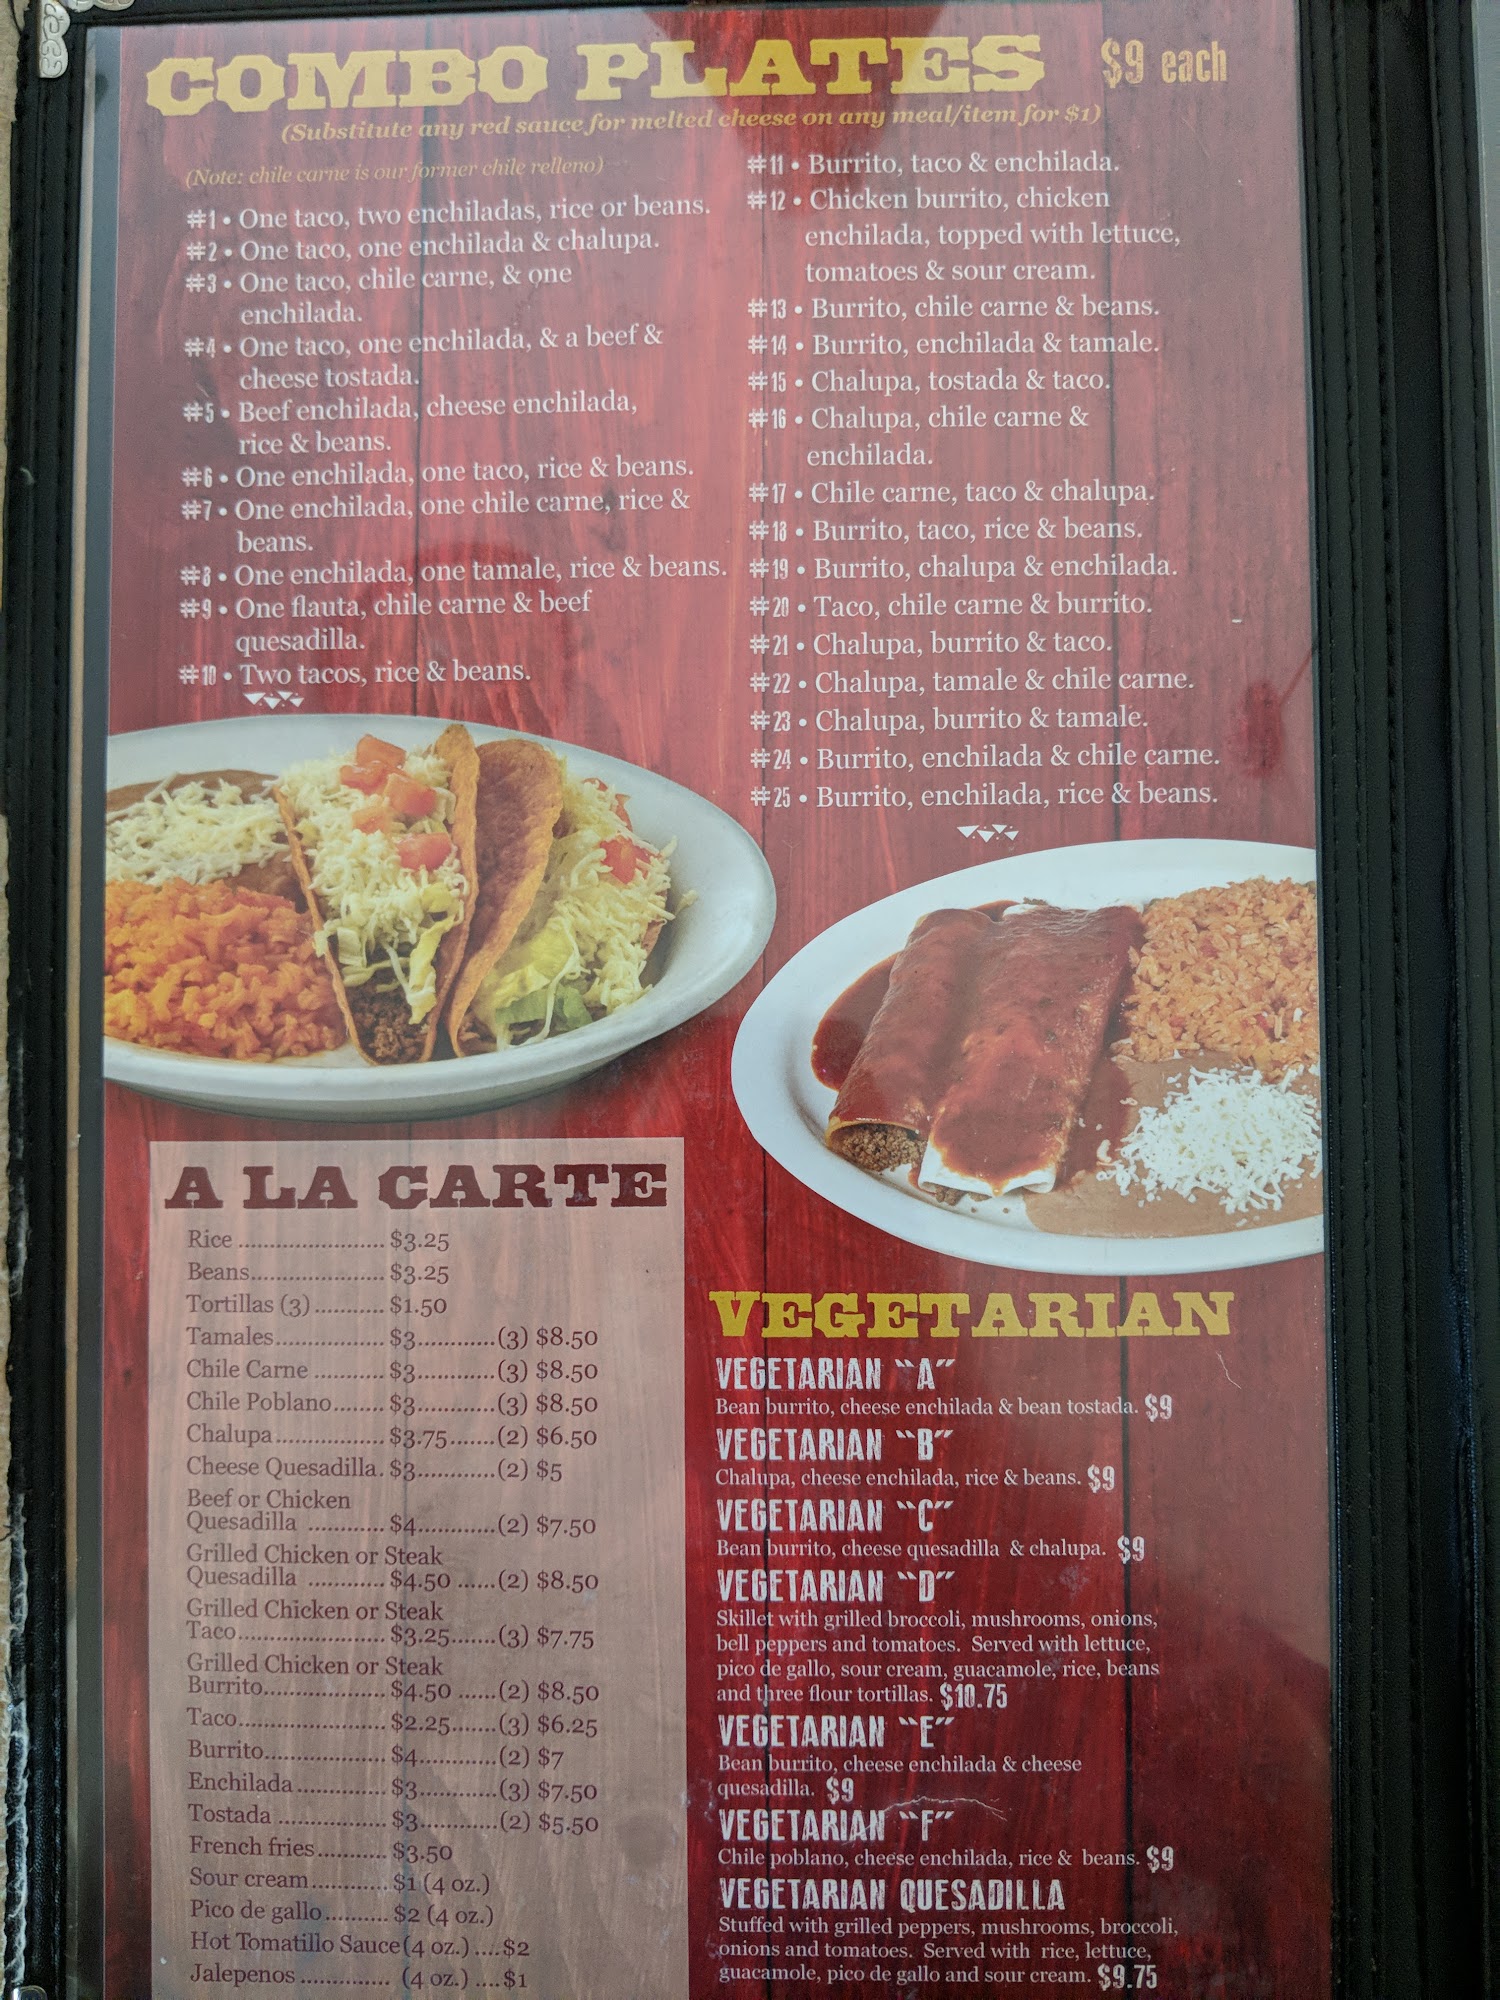 COMBO PLATES $9 each
(Substitute any red sauce for melted cheese on any meal/item for $1)
(Note: chile carne is our former chile relleno)
#1 • One taco, two enchiladas, rice or beans.
#2 • One taco, one enchilada & chalupa.
#3 • One taco, chile carne, & one
enchilada.
#4 • One taco, one enchilada, & a beef &
cheese tostada.
#5 • Beef enchilada, cheese enchilada,
rice & beans.
#6 • One enchilada, one taco, rice & beans.
#7 • One enchilada, one chile carne, rice &
beans.
#8 • One enchilada, one tamale, rice & beans.
#9 • One flauta, chile carne & beef
quesadilla.
#10 • Two tacos, rice & beans.
#11 • Burrito, taco & enchilada.
#12 • Chicken burrito, chicken
enchilada, topped with lettuce,
tomatoes & sour cream.
#13 • Burrito, chile carne & beans.
#14 • Burrito, enchilada & tamale.
#15 • Chalupa, tostada & taco.
#16 • Chalupa, chile carne &
enchilada.
#17 • Chile carne, taco & chalupa.
#18 • Burrito, taco, rice & beans.
#19 • Burrito, chalupa & enchilada.
#20 • Taco, chile carne & burrito.
#21 • Chalupa, burrito & taco.
#22 • Chalupa, tamale & chile carne.
#23 • Chalupa, burrito & tamale.
#24 • Burrito, enchilada & chile carne.
#25 • Burrito, enchilada, rice & beans.
A LA CARTE
Rice ...................... $3.25
Beans.................... $3.25
Tortillas (3) ........... $1.50
Tamales................ $3............(3) $8.50
Chile Carne ........... $3............(3) $8.50
Chile Poblano........ $3............(3) $8.50
Chalupa................ $3.75.......(2) $6.50
Cheese Quesadilla. $3............(2) $5
Beef or Chicken
Quesadilla ............ $4............(2) $7.50
Grilled Chicken or Steak
Quesadilla ............ $4.50 ......(2) $8.50
Grilled Chicken or Steak
Taco...................... $3.25.......(3) $7.75
Grilled Chicken or Steak
Burrito.................. $4.50 ......(2) $8.50
Taco...................... $2.25.......(3) $6.25
Burrito.................. $4............(2) $7
Enchilada ............. $3............(3) $7.50
Tostada ................ $3............(2) $5.50
French fries........... $3.50
Sour cream............ $1 (4 oz.)
Pico de gallo.......... $2 (4 oz.)
Hot Tomatillo Sauce(4 oz.)....$2
Jalepenos .............. (4 oz.)....$1
VEGETARIAN
VEGETARIAN "A"
Bean burrito, cheese enchilada & bean tostada. $9
VEGETARIAN "B"
Chalupa, cheese enchilada, rice & beans. $9
VEGETARIAN "C"
Bean burrito, cheese quesadilla & chalupa. $9
VEGETARIAN "D"
Skillet with grilled broccoli, mushrooms, onions,
bell peppers and tomatoes. Served with lettuce,
pico de gallo, sour cream, guacamole, rice, beans
and three flour tortillas. $10.75
VEGETARIAN "E"
Bean burrito, cheese enchilada & cheese
quesadilla. $9
VEGETARIAN "F"
Chile poblano, cheese enchilada, rice & beans. $9
VEGETARIAN QUESADILLA
Stuffed with grilled peppers, mushrooms, broccoli,
onions and tomatoes. Served with rice, lettuce,
guacamole, pico de gallo and sour cream. $9.75